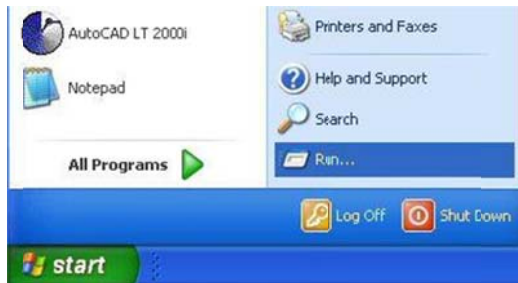 AutoCAD LT 2000i
Notepad
All Programs
Printers and Faxes
Help and Support
Search
Run...
Log Off
Shut Down
start